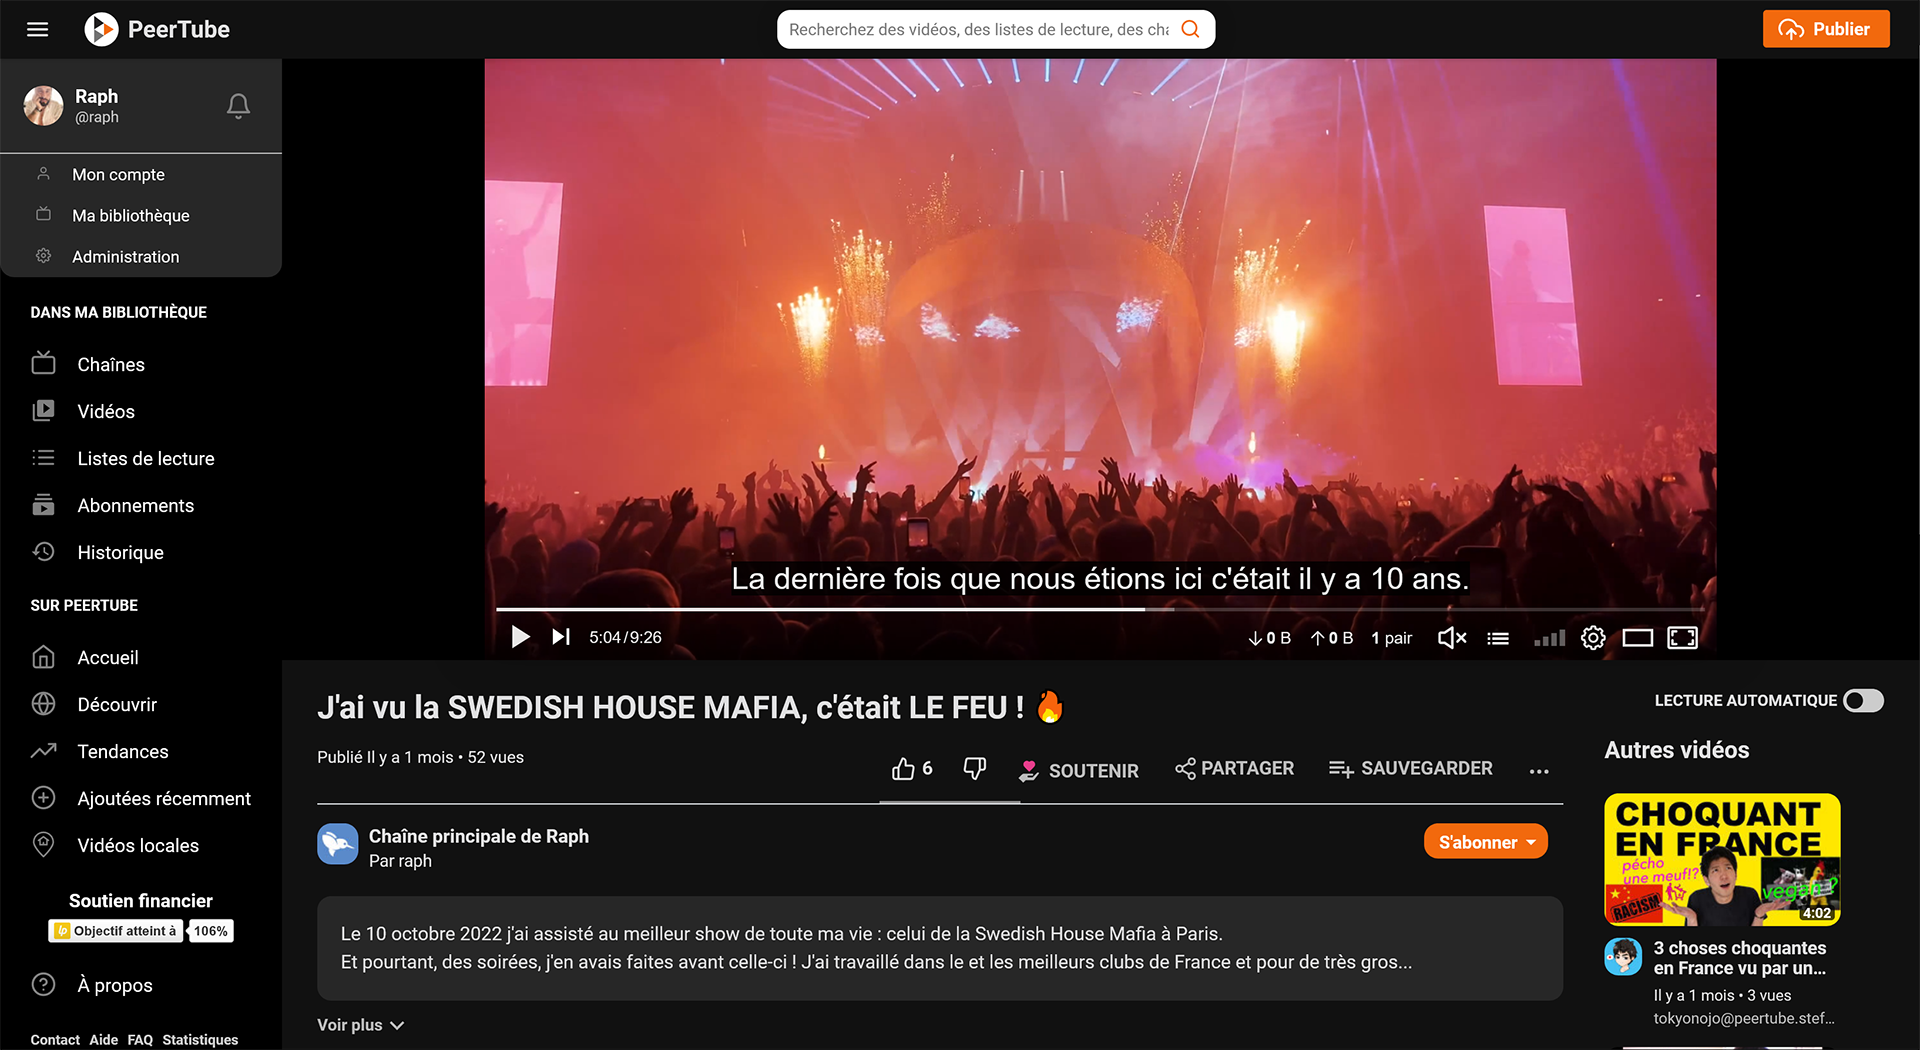 PeerTube
Recherchez des vidéos, des listes de lecture, des cha
Publier
Raph
@raph
Mon compte
Ma bibliothèque
Administration
DANS MA BIBLIOTHÈQUE
Chaînes
Vidéos
Listes de lecture
Abonnements
Historique
SUR PEERTUBE
Accueil
Découvrir
Tendances
Ajoutées récemment
Vidéos locales
Soutien financier
lp Objectif atteint à 106%
À propos
Contact Aide FAQ Statistiques
La dernière fois que nous étions ici c'était il y a 10 ans.
5:04/9:26
0 B 0 B 1 pair
J'ai vu la SWEDISH HOUSE MAFIA, c'était LE FEU ! 🔥
Publié Il y a 1 mois • 52 vues
6 SOUTENIR PARTAGER SAUVEGARDER ...
Chaîne principale de Raph
Par raph
S'abonner
Le 10 octobre 2022 j'ai assisté au meilleur show de toute ma vie : celui de la Swedish House Mafia à Paris.
Et pourtant, des soirées, j'en avais faites avant celle-ci ! J'ai travaillé dans le et les meilleurs clubs de France et pour de très gros...
Voir plus
LECTURE AUTOMATIQUE
Autres vidéos
CHOQUANT
EN FRANCE
pécho
une meuf!?
vegan ?
RACISM
4:02
3 choses choquantes
en France vu par un...
Il y a 1 mois • 3 vues
tokyonojo@peertube.stef...